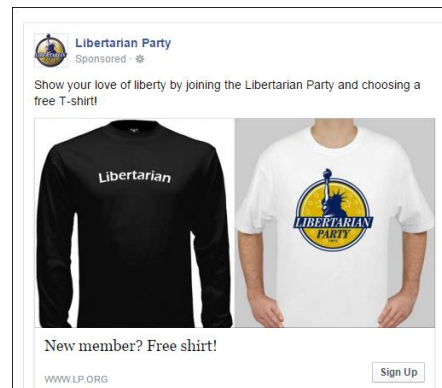 Libertarian Party
Sponsored ·
Show your love of liberty by joining the Libertarian Party and choosing a
free T-shirt!
Libertarian
LIBERTARIAN
PARTY
1971
New member? Free shirt!
WWW.LP.ORG
Sign Up